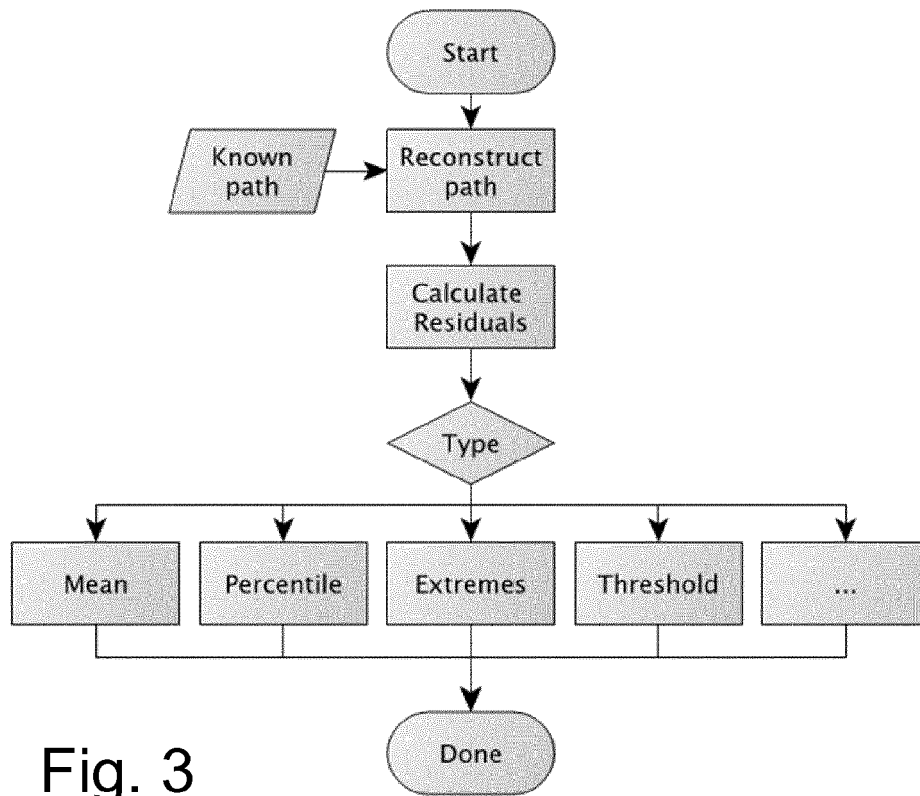 Start
Known
path
Reconstruct
path
Calculate
Residuals
Type
Mean
Percentile
Extremes
Threshold
...
Done
Fig. 3